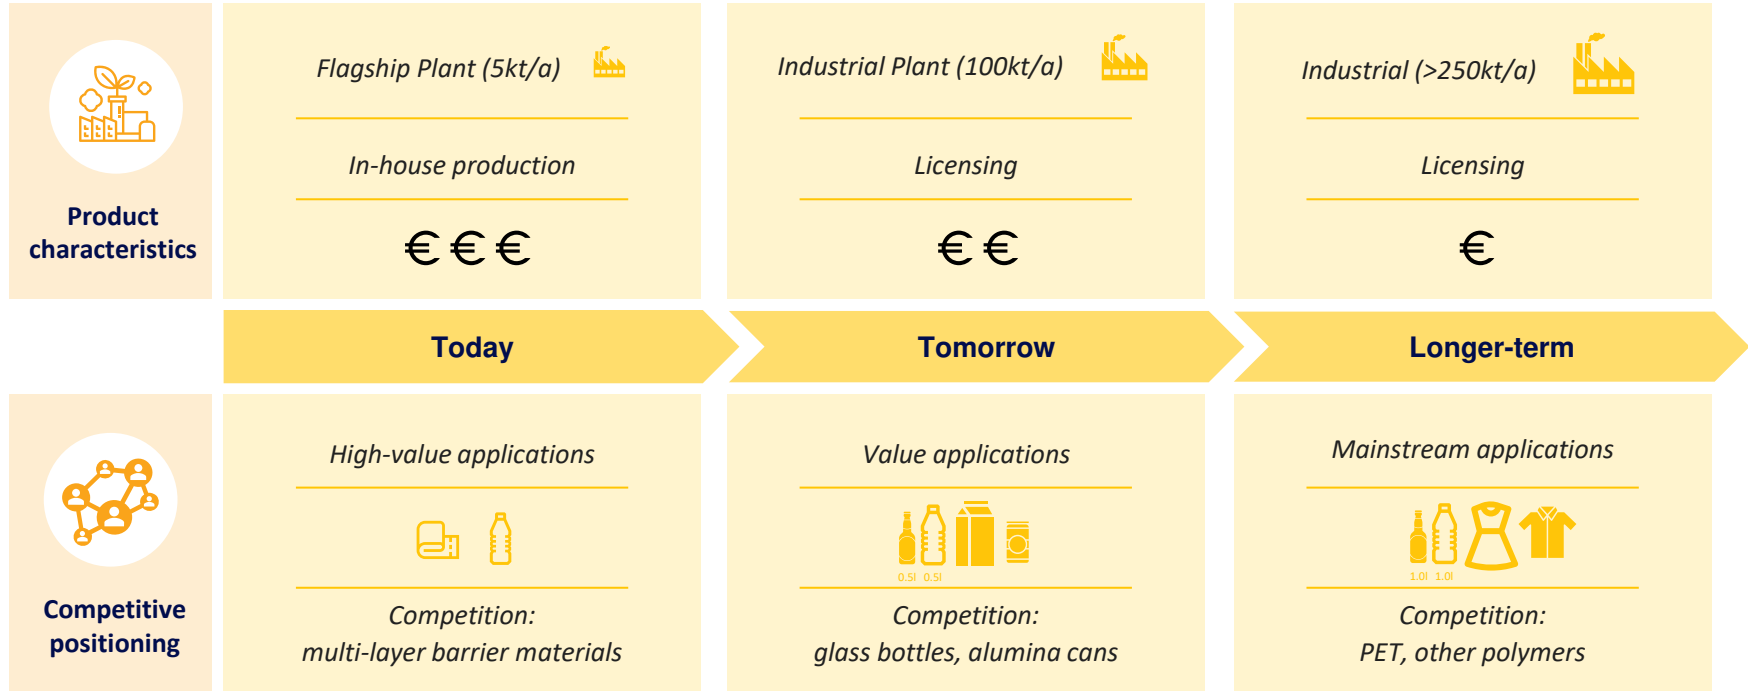 Product
characteristics
Flagship Plant (5kt/a)
In-house production
€ € €
Industrial Plant (100kt/a)
Licensing
€ €
Industrial (>250kt/a)
Licensing
€
Today
Tomorrow
Longer-term
Competitive
positioning
High-value applications
Competition:
multi-layer barrier materials
Value applications
0.5l 0.5l
Competition:
glass bottles, alumina cans
Mainstream applications
1.0l 1.0l
Competition:
PET, other polymers